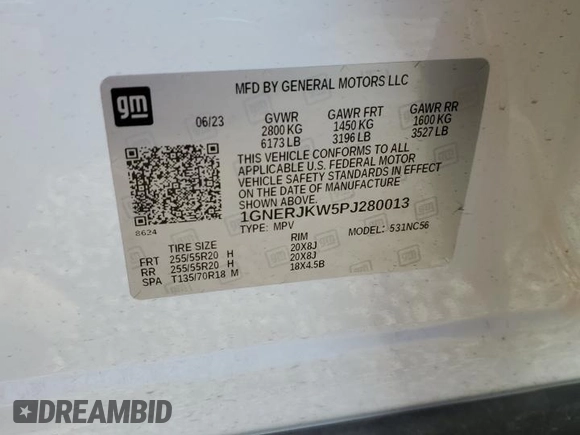 gm
MFD BY GENERAL MOTORS LLC
06/23 GVWR GAWR FRT GAWR RR
2800 KG 1450 KG 1600 KG
6173 LB 3196 LB 3527 LB
THIS VEHICLE CONFORMS TO ALL
APPLICABLE U.S. FEDERAL MOTOR
VEHICLE SAFETY STANDARDS IN EFFECT
ON THE DATE OF MANUFACTURE
SHOWN ABOVE.
1GNERJKW5PJ280013
8624
TYPE: MPV MODEL: 531NC56
TIRE SIZE RIM
FRT 255/55R20 H 20X8J
RR 255/55R20 H 20X8J
SPA T135/70R18 M 18X4.5B
DREAMBID